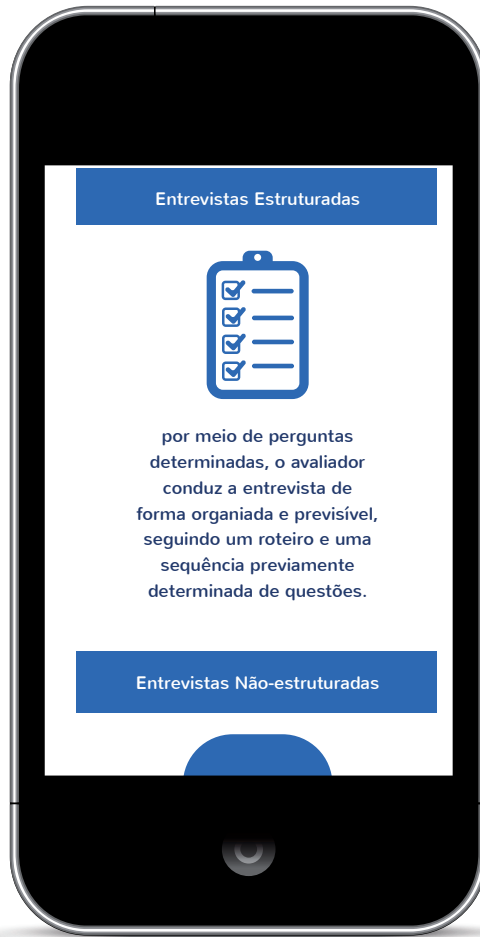 Entrevistas Estruturadas
por meio de perguntas
determinadas, o avaliador
conduz a entrevista de
forma organiada e previsível,
seguindo um roteiro e uma
sequência previamente
determinada de questões.
Entrevistas Não-estruturadas